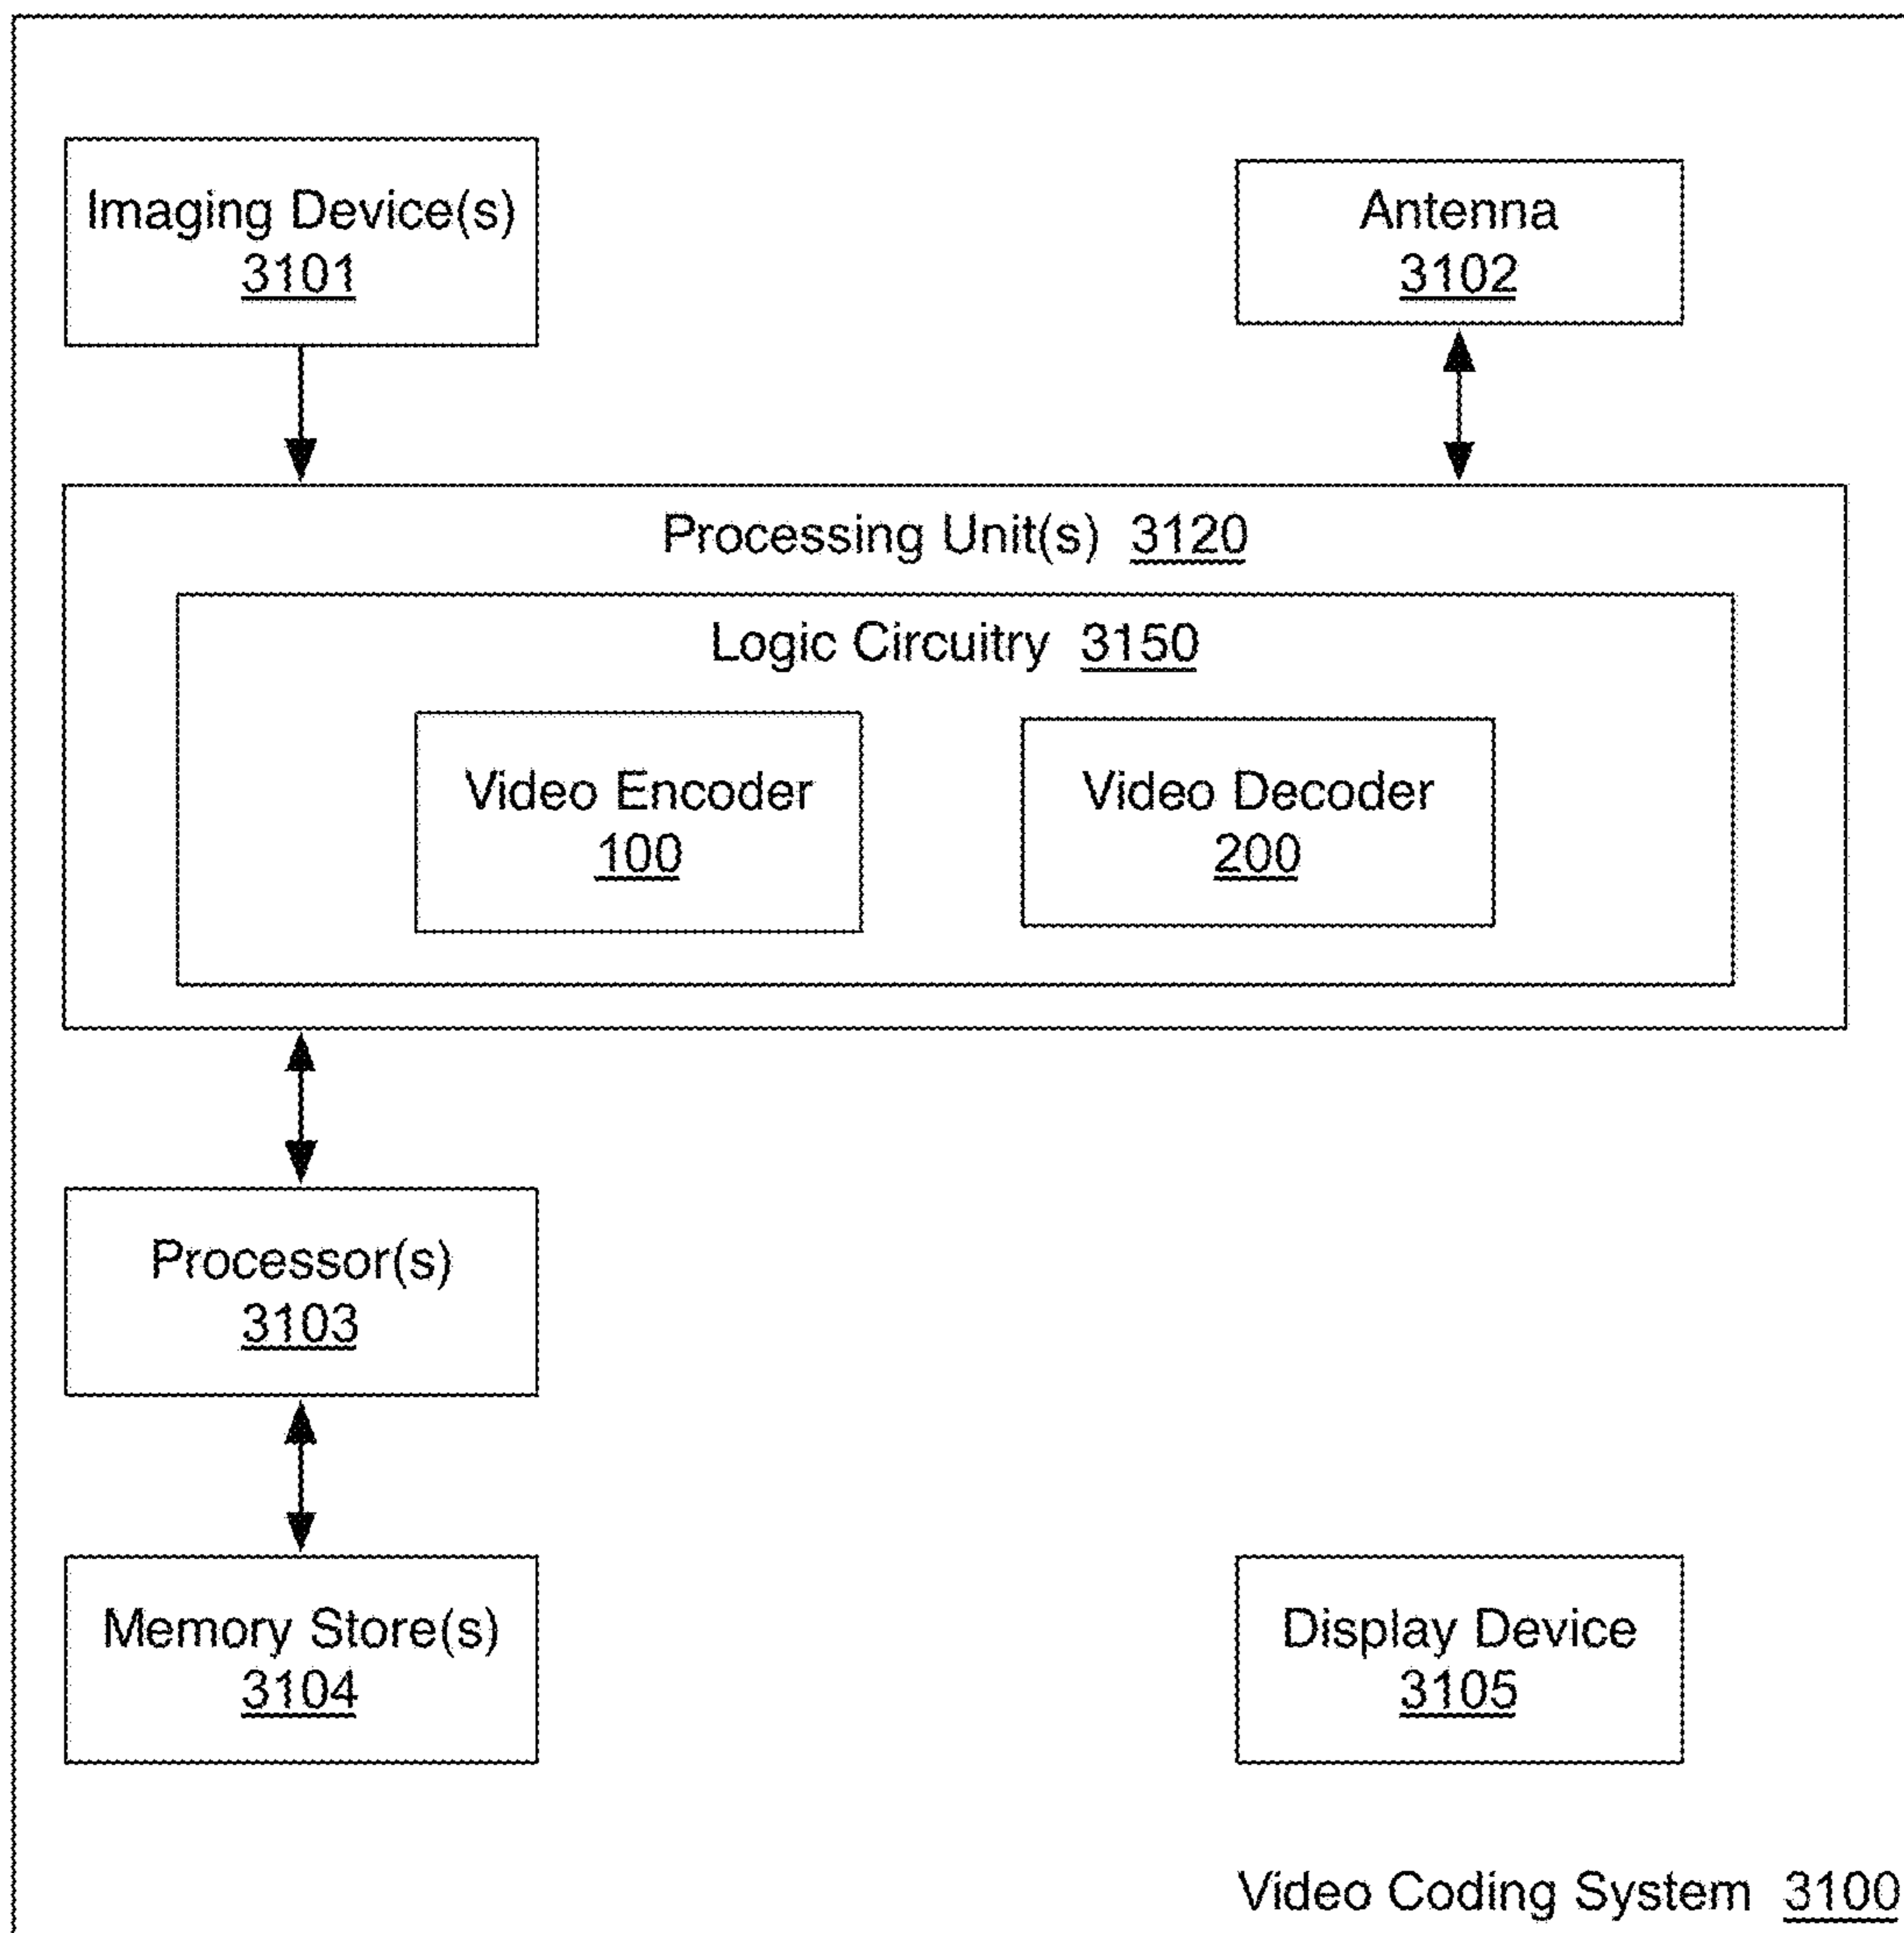 Imaging Device(s)
3101
Antenna
3102
Processing Unit(s) 3120
Logic Circuitry 3150
Video Encoder
100
Video Decoder
200
Processor(s)
3103
Memory Store(s)
3104
Display Device
3105
Video Coding System 3100